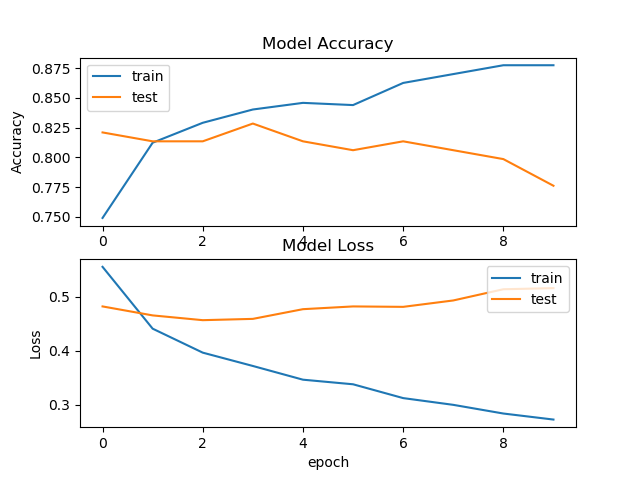 Model Accuracy
0.875
0.850
0.825
0.800
0.775
0.750
Accuracy
train
test
0 2 4 6 8
Model Loss
0.5
0.4
0.3
Loss
train
test
0 2 4 6 8
epoch